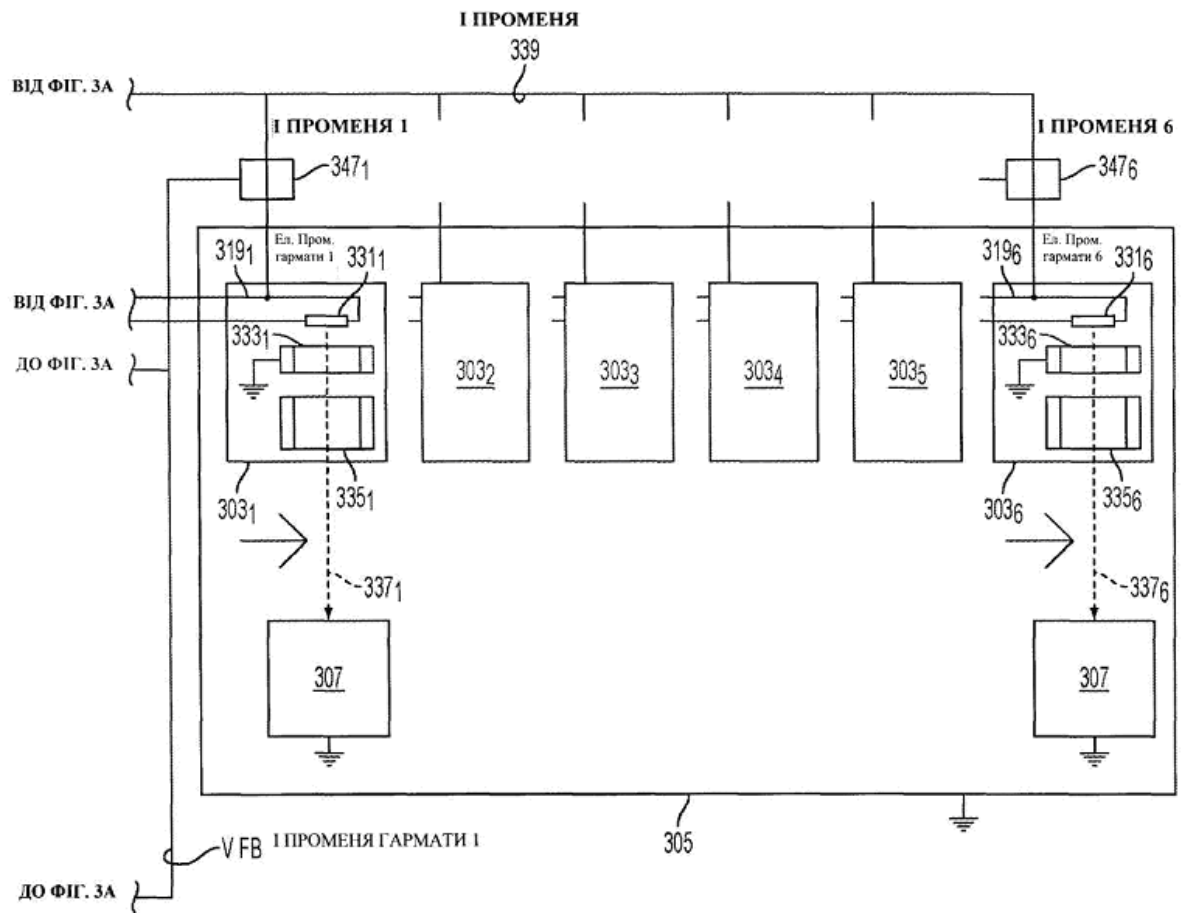 І ПРОМЕНЯ
339
ВІД ФІГ. 3А
І ПРОМЕНЯ 1
І ПРОМЕНЯ 6
347₁
347₆
Ел. Пром.
гармати 1
Ел. Пром.
гармати 6
319₁
331₁
319₆
331₆
ВІД ФІГ. 3А
333₁
333₆
ДО ФІГ. 3А
303₂
303₃
303₄
303₅
303₁
335₁
303₆
335₆
337₁
337₆
307
307
305
V FB
І ПРОМЕНЯ ГАРМАТИ 1
ДО ФІГ. 3А